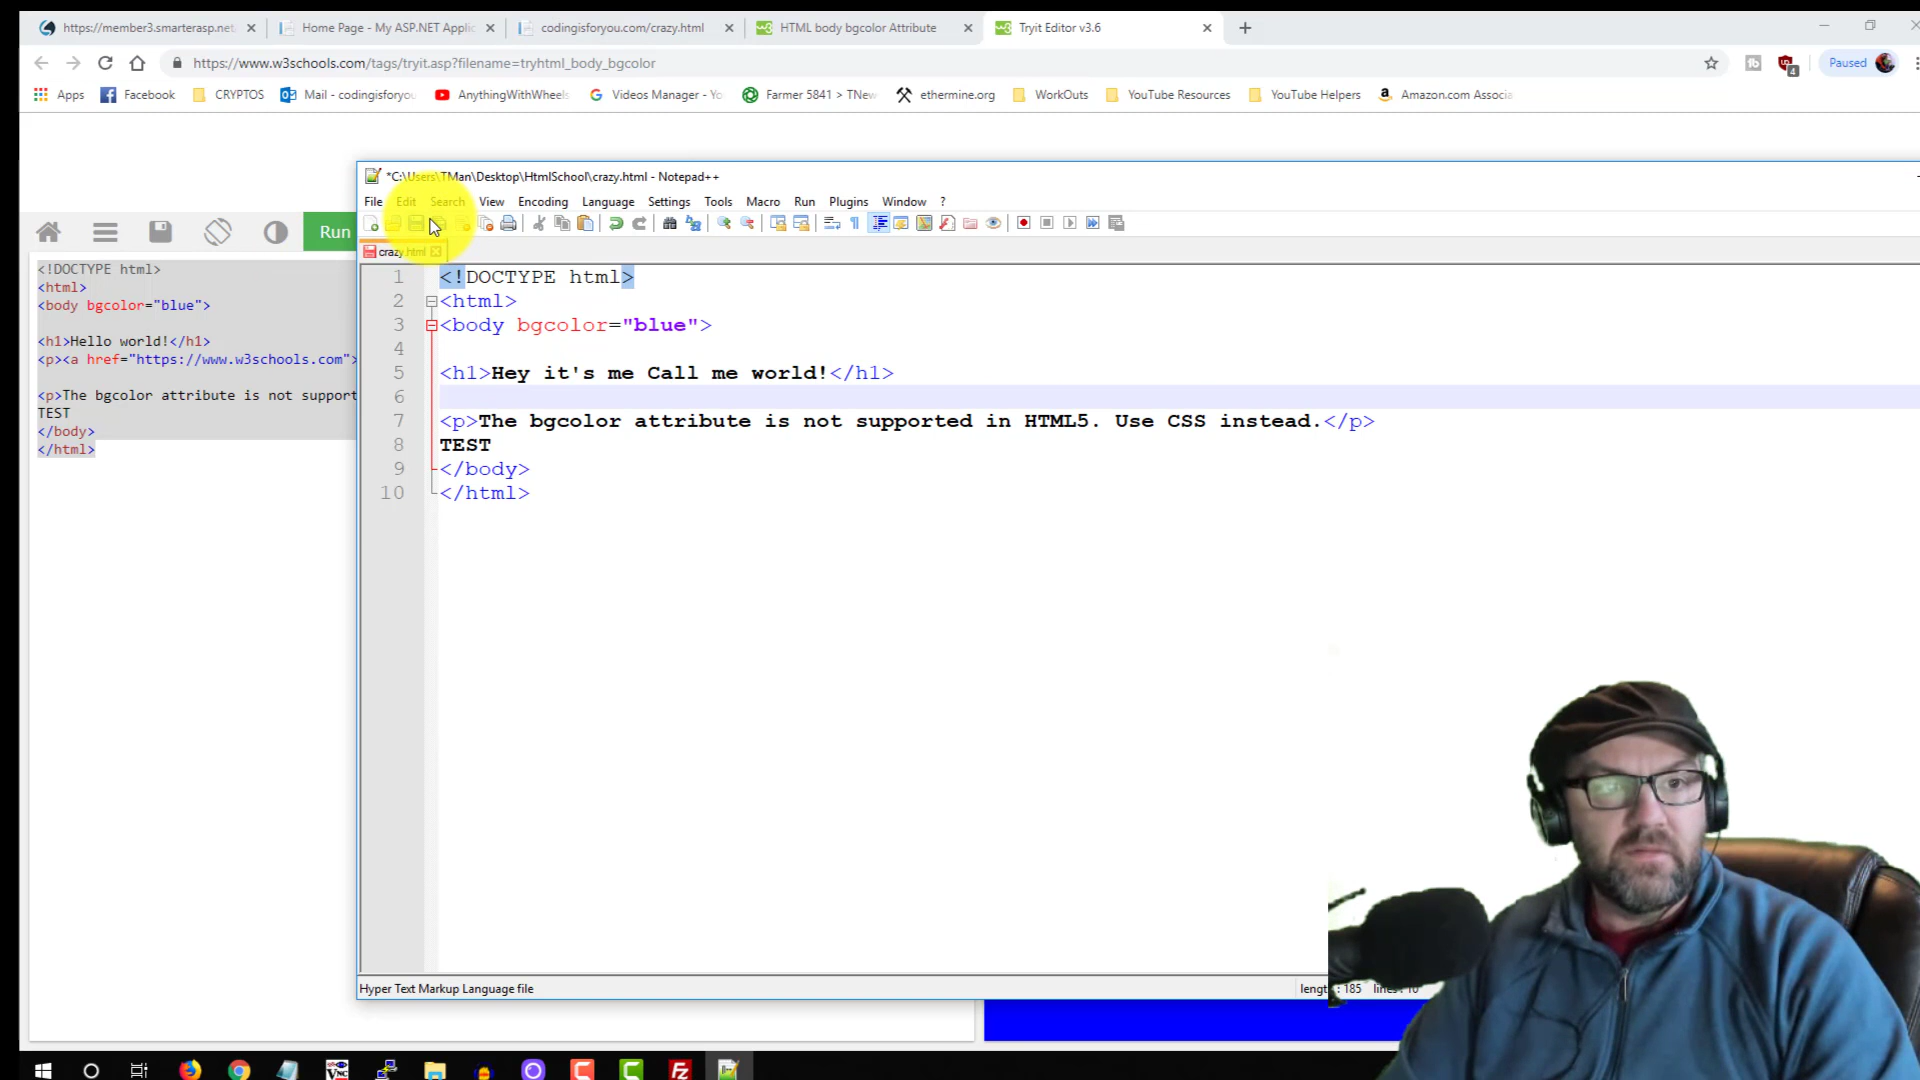 https://member3.smarterasp.net
Home Page - My ASP.NET Applic
codingisforyou.com/crazy.html
HTML body bgcolor Attribute
Tryit Editor v3.6
https://www.w3schools.com/tags/tryit.asp?filename=tryhtml_body_bgcolor
4
Paused
Apps
Facebook
CRYPTOS
Mail - codingisforyou
AnythingWithWheels
Videos Manager - Yo
Farmer 5841 > TNew
ethermine.org
WorkOuts
YouTube Resources
YouTube Helpers
Amazon.com Associa
*C:\Users\TMan\Desktop\HtmlSchool\crazy.html - Notepad++
File Edit Search View Encoding Language Settings Tools Macro Run Plugins Window ?
Run
crazy.html
<!DOCTYPE html>
<html>
<body bgcolor="blue">
<h1>Hello world!</h1>
<p><a href="https://www.w3schools.com">
<p>The bgcolor attribute is not support
TEST
</body>
</html>
1 <!DOCTYPE html>
2 <html>
3 <body bgcolor="blue">
4
5 <h1>Hey it's me Call me world!</h1>
6
7 <p>The bgcolor attribute is not supported in HTML5. Use CSS instead.</p>
8 TEST
9 </body>
10 </html>
Hyper Text Markup Language file
length : 185 lines : 10
VNC
Fz